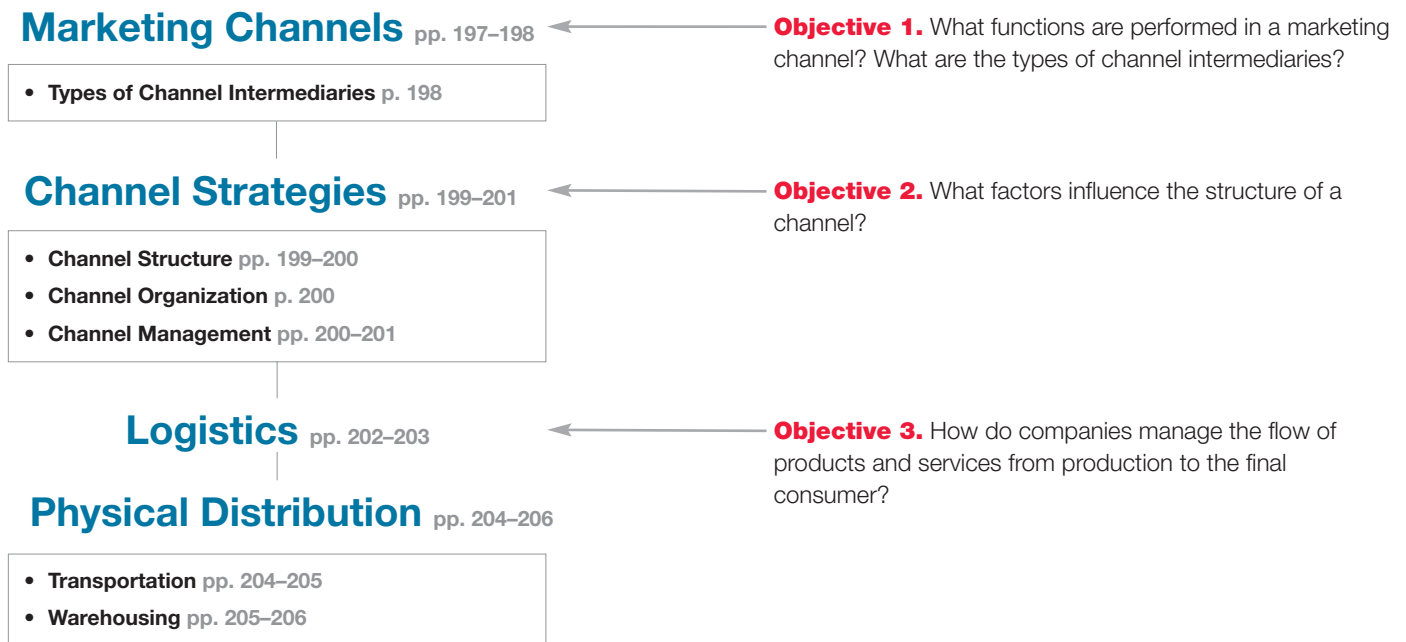 Marketing Channels pp. 197–198
Objective 1. What functions are performed in a marketing
channel? What are the types of channel intermediaries?
• Types of Channel Intermediaries p. 198
Channel Strategies pp. 199–201
Objective 2. What factors influence the structure of a
channel?
• Channel Structure pp. 199–200
• Channel Organization p. 200
• Channel Management pp. 200–201
Logistics pp. 202–203
Objective 3. How do companies manage the flow of
products and services from production to the final
consumer?
Physical Distribution pp. 204–206
• Transportation pp. 204–205
• Warehousing pp. 205–206